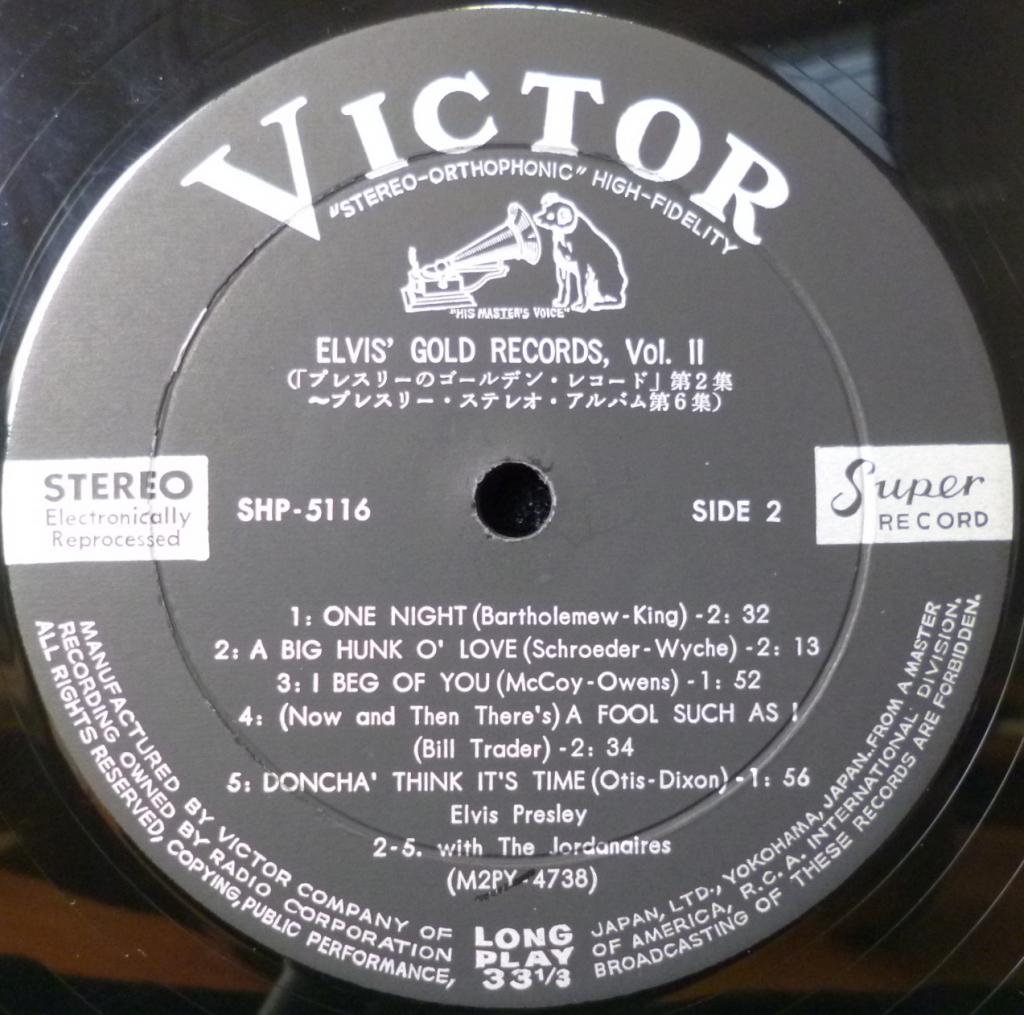 VICTOR
"STEREO-ORTHOPHONIC" HIGH-FIDELITY
"HIS MASTER'S VOICE"
ELVIS' GOLD RECORDS, Vol. II
(「プレスリーのゴールデン・レコード」第2集
〜プレスリー・ステレオ・アルバム第6集)
STEREO
Electronically
Reprocessed
SHP-5116
SIDE 2
Super
RECORD
1: ONE NIGHT (Bartholemew-King) -2: 32
2: A BIG HUNK O' LOVE (Schroeder-Wyche) -2: 13
3: I BEG OF YOU (McCoy-Owens) -1: 52
4: (Now and Then There's) A FOOL SUCH AS I
(Bill Trader) -2: 34
5: DONCHA' THINK IT'S TIME (Otis-Dixon) -1: 56
Elvis Presley
2-5. with The Jordanaires
(M2PY-4738)
MANUFACTURED BY VICTOR COMPANY OF JAPAN, LTD., YOKOHAMA, JAPAN. FROM A MASTER
RECORDING OWNED BY RADIO CORPORATION OF AMERICA, R.C.A. INTERNATIONAL DIVISION.
ALL RIGHTS RESERVED, COPYING, PUBLIC PERFORMANCE, BROADCASTING OF THESE RECORDS ARE FORBIDDEN.
LONG
PLAY
33 1/3